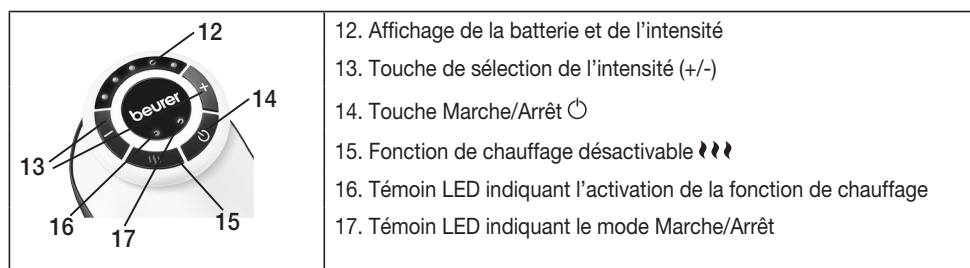 12
beurer
14
13
15
16
17
12. Affichage de la batterie et de l'intensité
13. Touche de sélection de l'intensité (+/-)
14. Touche Marche/Arrêt
15. Fonction de chauffage désactivable
16. Témoin LED indiquant l'activation de la fonction de chauffage
17. Témoin LED indiquant le mode Marche/Arrêt